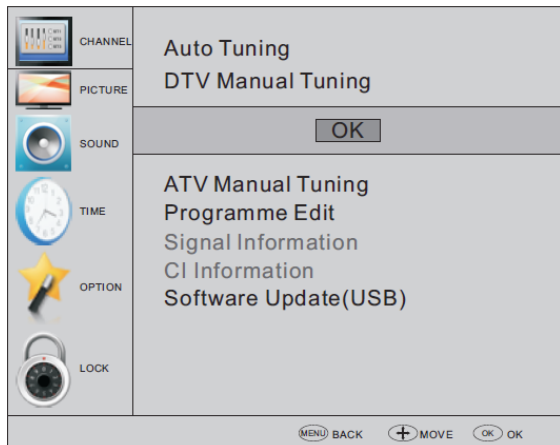 CHANNEL
PICTURE
SOUND
TIME
OPTION
LOCK
Auto Tuning
DTV Manual Tuning
OK
ATV Manual Tuning
Programme Edit
Signal Information
CI Information
Software Update(USB)
MENU BACK MOVE OK OK